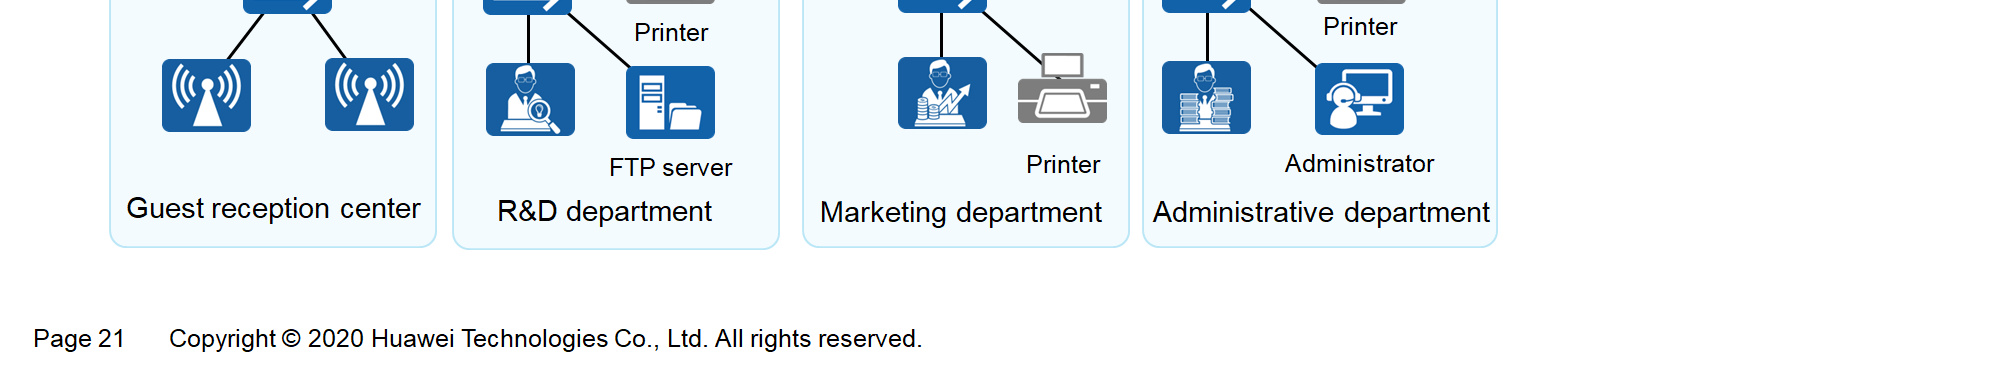 Printer
Printer
FTP server
Printer
Administrator
Guest reception center
R&D department
Marketing department
Administrative department
Page 21
Copyright © 2020 Huawei Technologies Co., Ltd. All rights reserved.